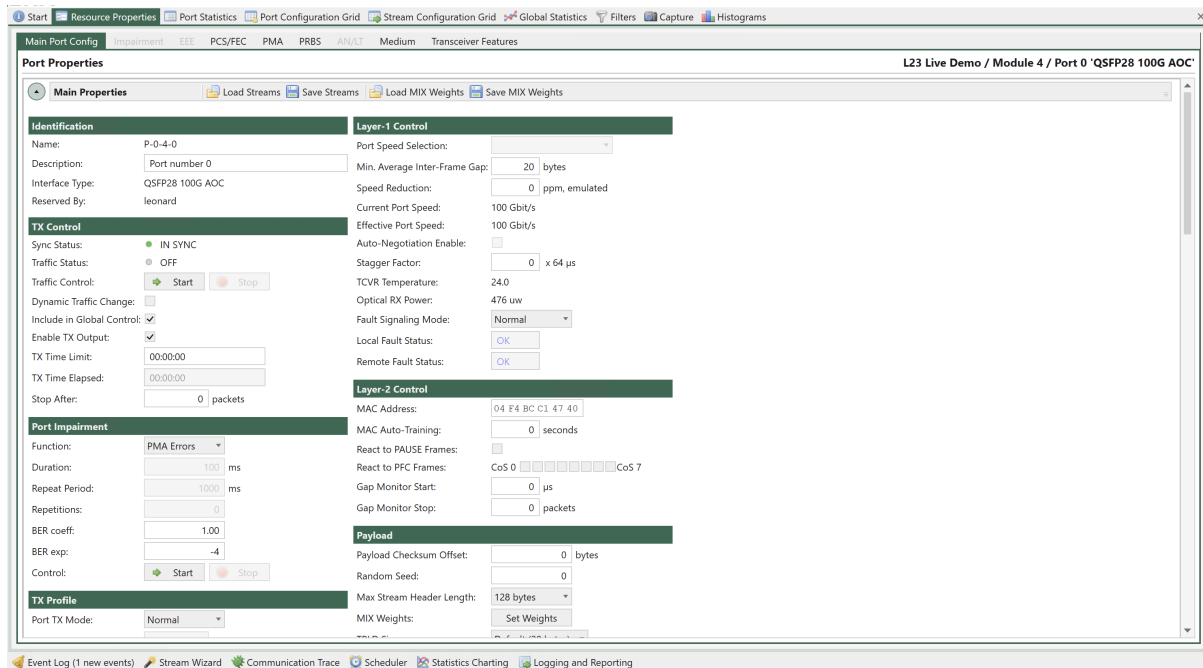 Start Resource Properties Port Statistics Port Configuration Grid Stream Configuration Grid Global Statistics Filters Capture Histograms
Main Port Config Impairment EEE PCS/FEC PMA PRBS AN/LT Medium Transceiver Features
Port Properties L23 Live Demo / Module 4 / Port 0 'QSFP28 100G AOC'
Main Properties Load Streams Save Streams Load MIX Weights Save MIX Weights
Identification
Name: P-0-4-0
Description: Port number 0
Interface Type: QSFP28 100G AOC
Reserved By: leonard
TX Control
Sync Status: IN SYNC
Traffic Status: OFF
Traffic Control: Start Stop
Dynamic Traffic Change:
Include in Global Control:
Enable TX Output:
TX Time Limit: 00:00:00
TX Time Elapsed: 00:00:00
Stop After: 0 packets
Port Impairment
Function: PMA Errors
Duration: 100 ms
Repeat Period: 1000 ms
Repetitions: 0
BER coeff: 1.00
BER exp: -4
Control: Start Stop
TX Profile
Port TX Mode: Normal
Layer-1 Control
Port Speed Selection:
Min. Average Inter-Frame Gap: 20 bytes
Speed Reduction: 0 ppm, emulated
Current Port Speed: 100 Gbit/s
Effective Port Speed: 100 Gbit/s
Auto-Negotiation Enable:
Stagger Factor: 0 x 64 µs
TCVR Temperature: 24.0
Optical RX Power: 476 uw
Fault Signaling Mode: Normal
Local Fault Status: OK
Remote Fault Status: OK
Layer-2 Control
MAC Address: 04 F4 BC C1 47 40
MAC Auto-Training: 0 seconds
React to PAUSE Frames:
React to PFC Frames: CoS 0 CoS 7
Gap Monitor Start: 0 µs
Gap Monitor Stop: 0 packets
Payload
Payload Checksum Offset: 0 bytes
Random Seed: 0
Max Stream Header Length: 128 bytes
MIX Weights: Set Weights
Event Log (1 new events) Stream Wizard Communication Trace Scheduler Statistics Charting Logging and Reporting